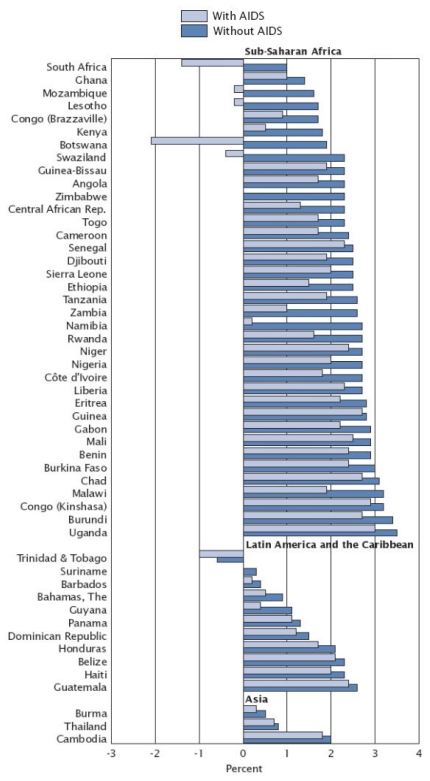 With AIDS
Without AIDS
Sub-Saharan Africa
South Africa
Ghana
Mozambique
Lesotho
Congo (Brazzaville)
Kenya
Botswana
Swaziland
Guinea-Bissau
Angola
Zimbabwe
Central African Rep.
Togo
Cameroon
Senegal
Djibouti
Sierra Leone
Ethiopia
Tanzania
Zambia
Namibia
Rwanda
Niger
Nigeria
Côte d'Ivoire
Liberia
Eritrea
Guinea
Gabon
Mali
Benin
Burkina Faso
Chad
Malawi
Congo (Kinshasa)
Burundi
Uganda
Latin America and the Caribbean
Trinidad & Tobago
Suriname
Barbados
Bahamas, The
Guyana
Panama
Dominican Republic
Honduras
Belize
Haiti
Guatemala
Asia
Burma
Thailand
Cambodia
-3 -2 -1 0 1 2 3 4
Percent